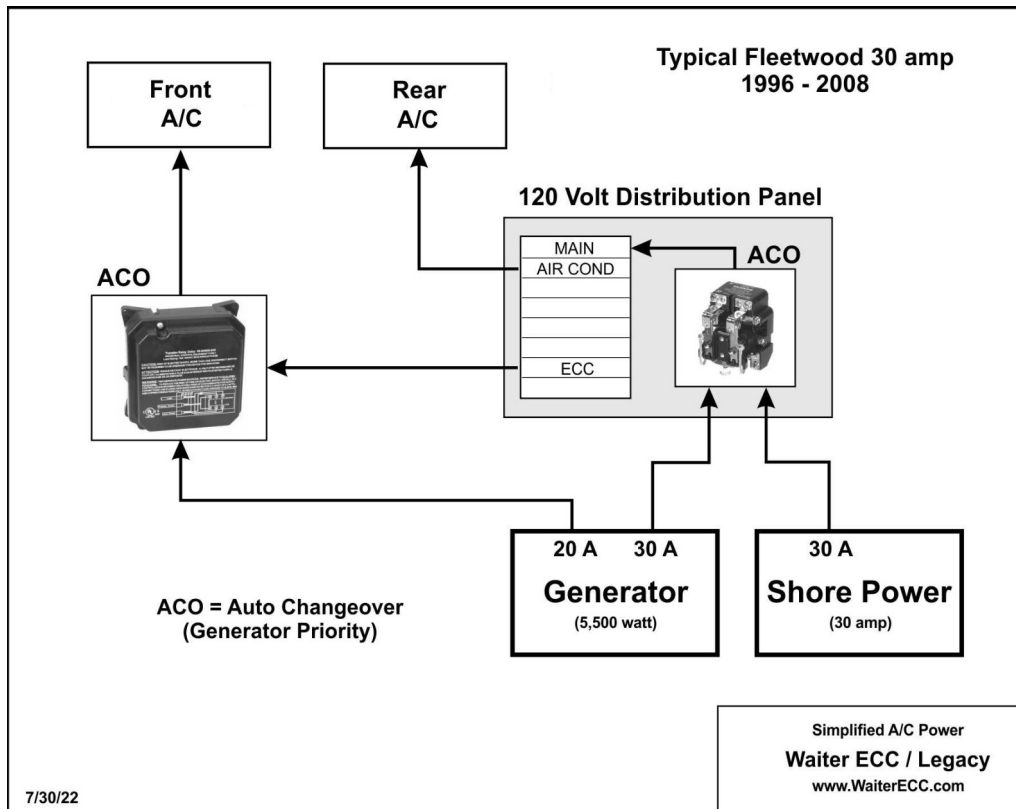 Typical Fleetwood 30 amp
1996 - 2008
Front
A/C
Rear
A/C
120 Volt Distribution Panel
MAIN
AIR COND
ECC
ACO
ACO
20 A
30 A
Generator
(5,500 watt)
30 A
Shore Power
(30 amp)
ACO = Auto Changeover
(Generator Priority)
Simplified A/C Power
Waiter ECC / Legacy
www.WaiterECC.com
7/30/22